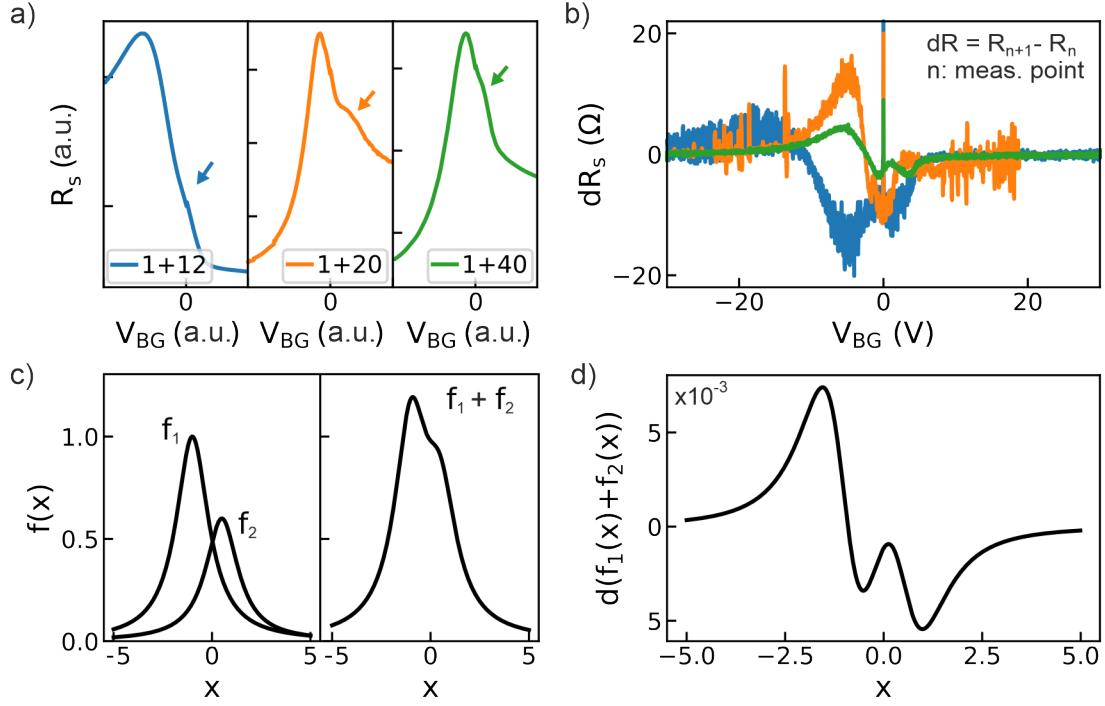 a)
R_s (a.u.)
1+12
1+20
1+40
0
0
0
V_BG (a.u.)
V_BG (a.u.)
V_BG (a.u.)
b)
dR = R_n+1 - R_n
n: meas. point
dR_s (Ω)
20
0
−20
−20
0
20
V_BG (V)
c)
f_1
f_2
f_1 + f_2
f(x)
1.0
0.5
0.0
-5
0
5
-5
0
5
x
x
d)
x10^-3
d(f_1(x)+f_2(x))
5
0
5
−5.0
−2.5
0.0
2.5
5.0
x